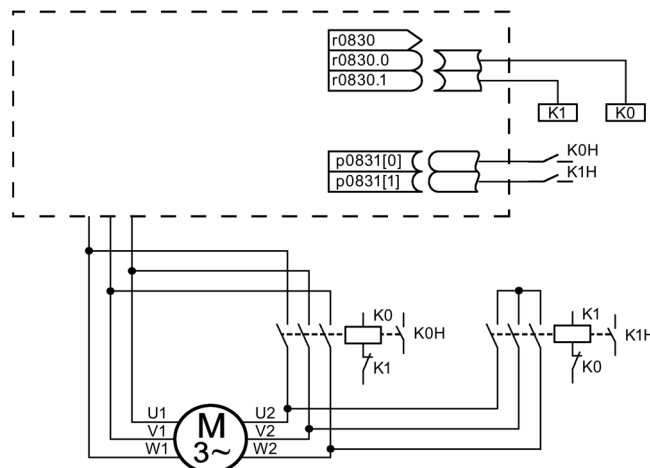 r0830
r0830.0
r0830.1
K1
K0
p0831[0]
p0831[1]
K0H
K1H
K0
K0H
K1
K1
K1H
K0
U1
V1
W1
M
3~
U2
V2
W2